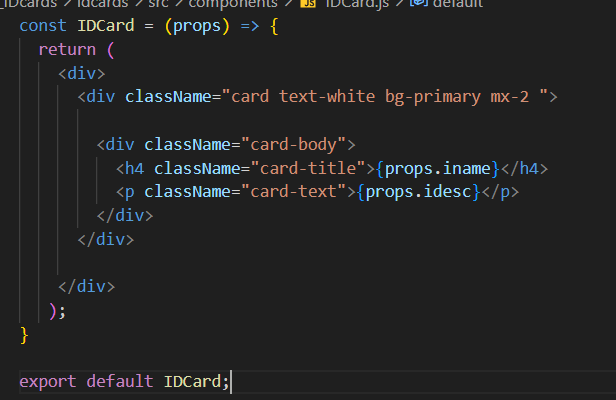 _IDcards > idcards > src > components > JS IDCard.js > default
const IDCard = (props) => {
return (
<div>
<div className="card text-white bg-primary mx-2 ">
<div className="card-body">
<h4 className="card-title">{props.iname}</h4>
<p className="card-text">{props.idesc}</p>
</div>
</div>
</div>
);
}
export default IDCard;